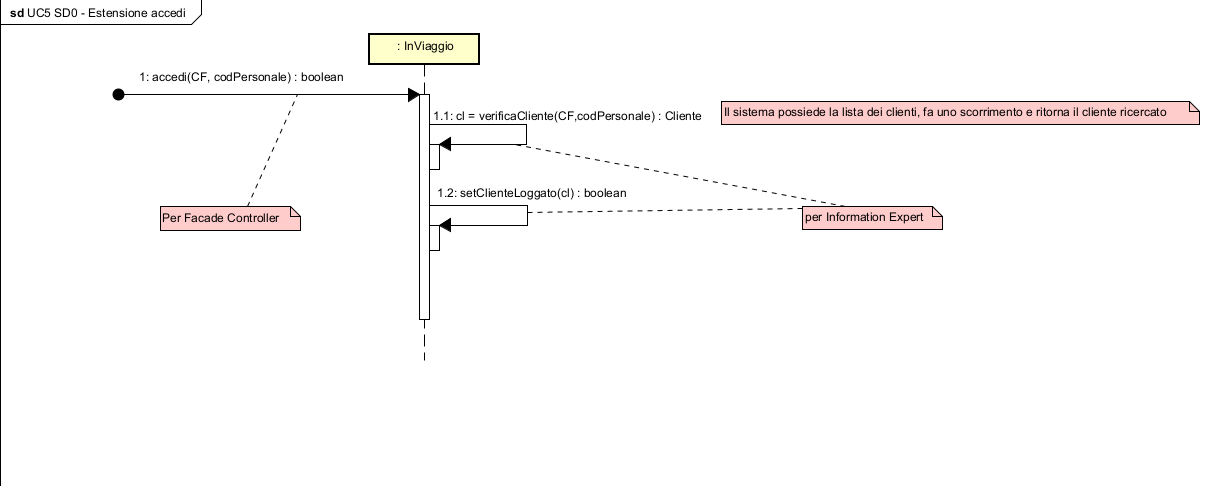 sd UC5 SD0 - Estensione accedi
: InViaggio
1: accedi(CF, codPersonale) : boolean
1.1: cl = verificaCliente(CF,codPersonale) : Cliente
Il sistema possiede la lista dei clienti, fa uno scorrimento e ritorna il cliente ricercato
1.2: setClienteLoggato(cl) : boolean
Per Facade Controller
per Information Expert